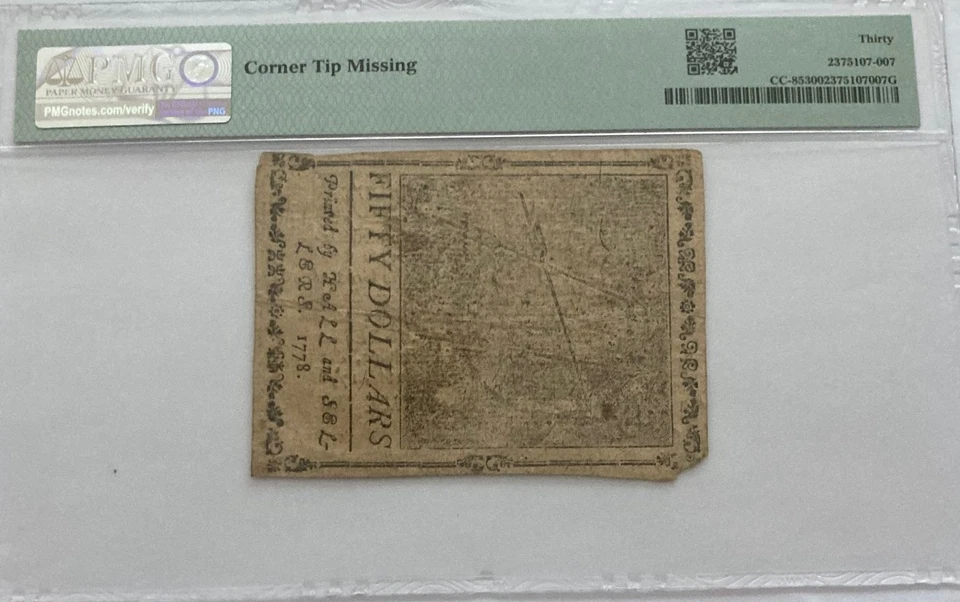 PMG
PAPER MONEY GUARANTY
PMGnotes.com/verify
PNG
Corner Tip Missing
Thirty
2375107-007
CC-853002375107007G
FIFTY DOLLARS
Printed by HALL and SEL-
LERS. 1778.